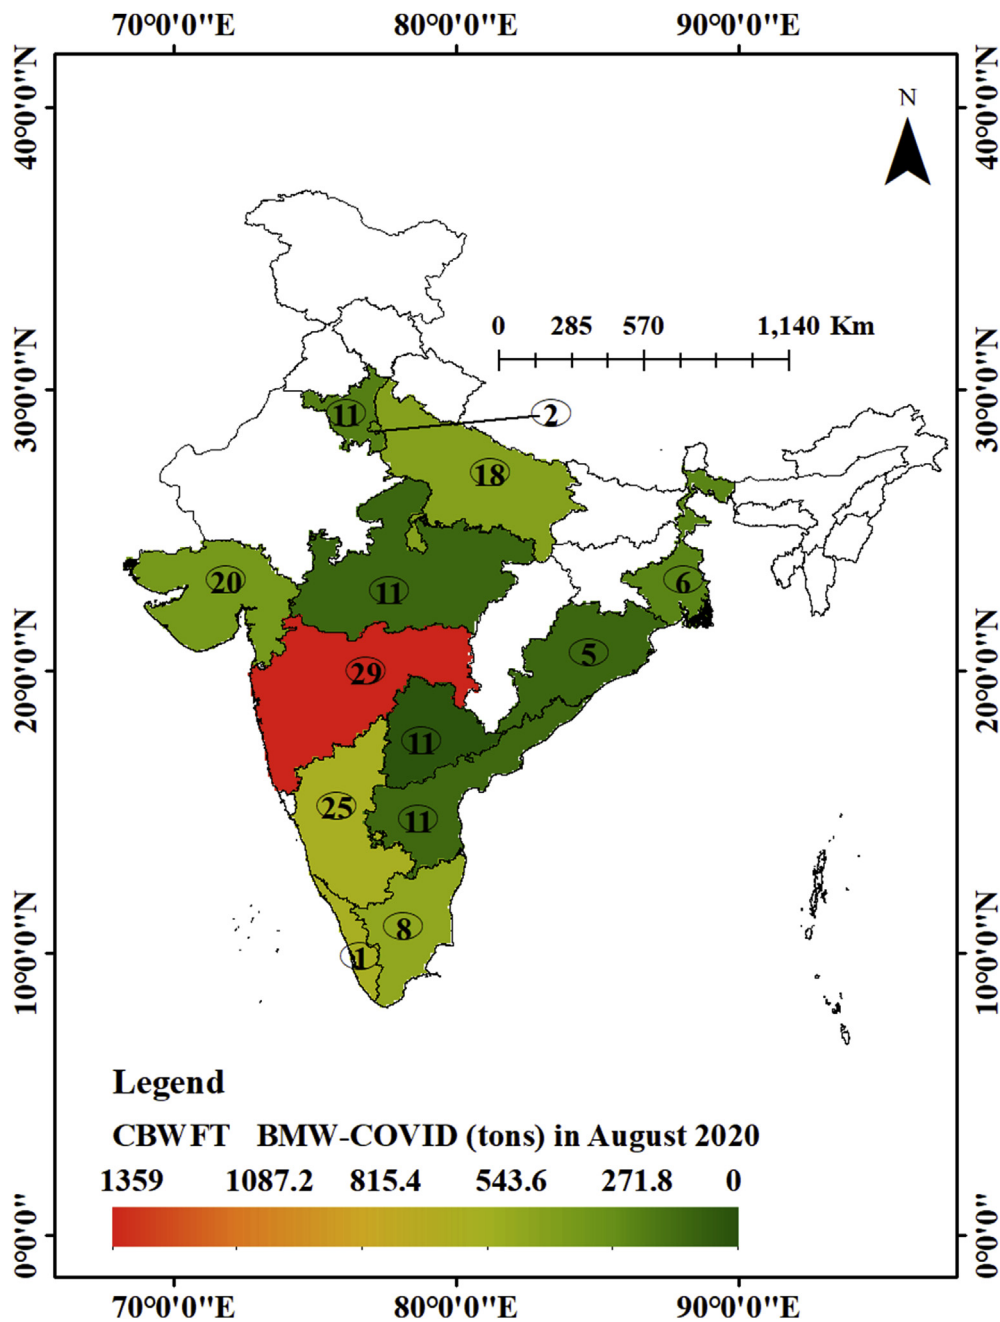 70°0'0"E 80°0'0"E 90°0'0"E
40°0'0"N 40°0'0"N
N
0 285 570 1,140 Km
30°0'0"N 30°0'0"N
11
2
18
20
11
6
5
29
20°0'0"N 20°0'0"N
11
25
11
8
1
10°0'0"N 10°0'0"N
Legend
CBWFT BMW-COVID (tons) in August 2020
1359 1087.2 815.4 543.6 271.8 0
0°0'0" 0°0'0"
70°0'0"E 80°0'0"E 90°0'0"E